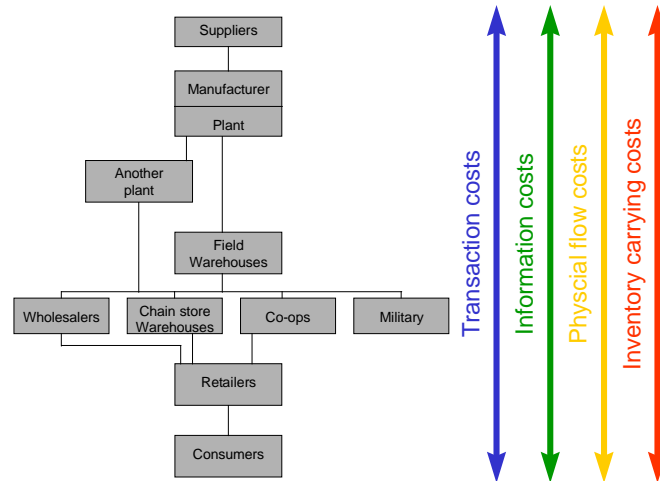 Suppliers
Manufacturer
Plant
Another
plant
Field
Warehouses
Wholesalers
Chain store
Warehouses
Co-ops
Military
Retailers
Consumers
Transaction costs
Information costs
Physcial flow costs
Inventory carrying costs